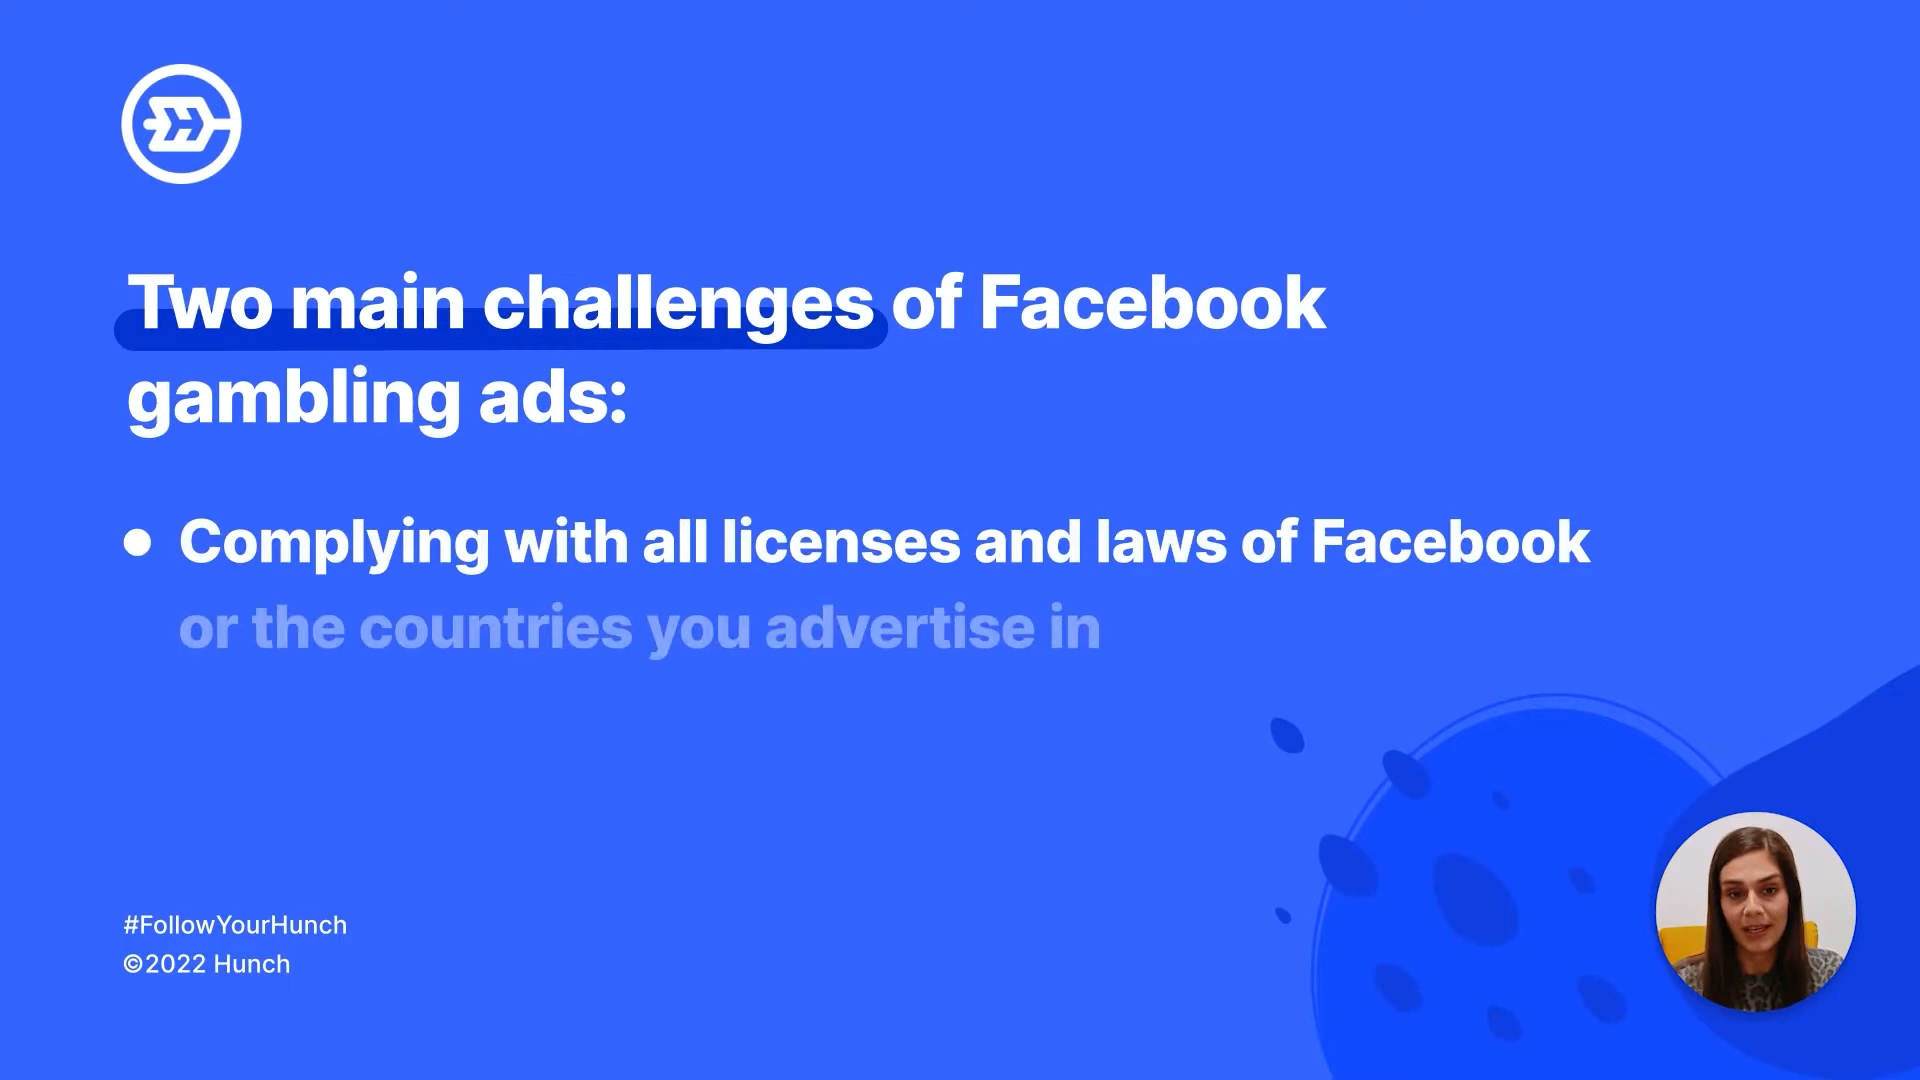 Two main challenges of Facebook
gambling ads:
● Complying with all licenses and laws of Facebook
or the countries you advertise in
#FollowYourHunch
©2022 Hunch